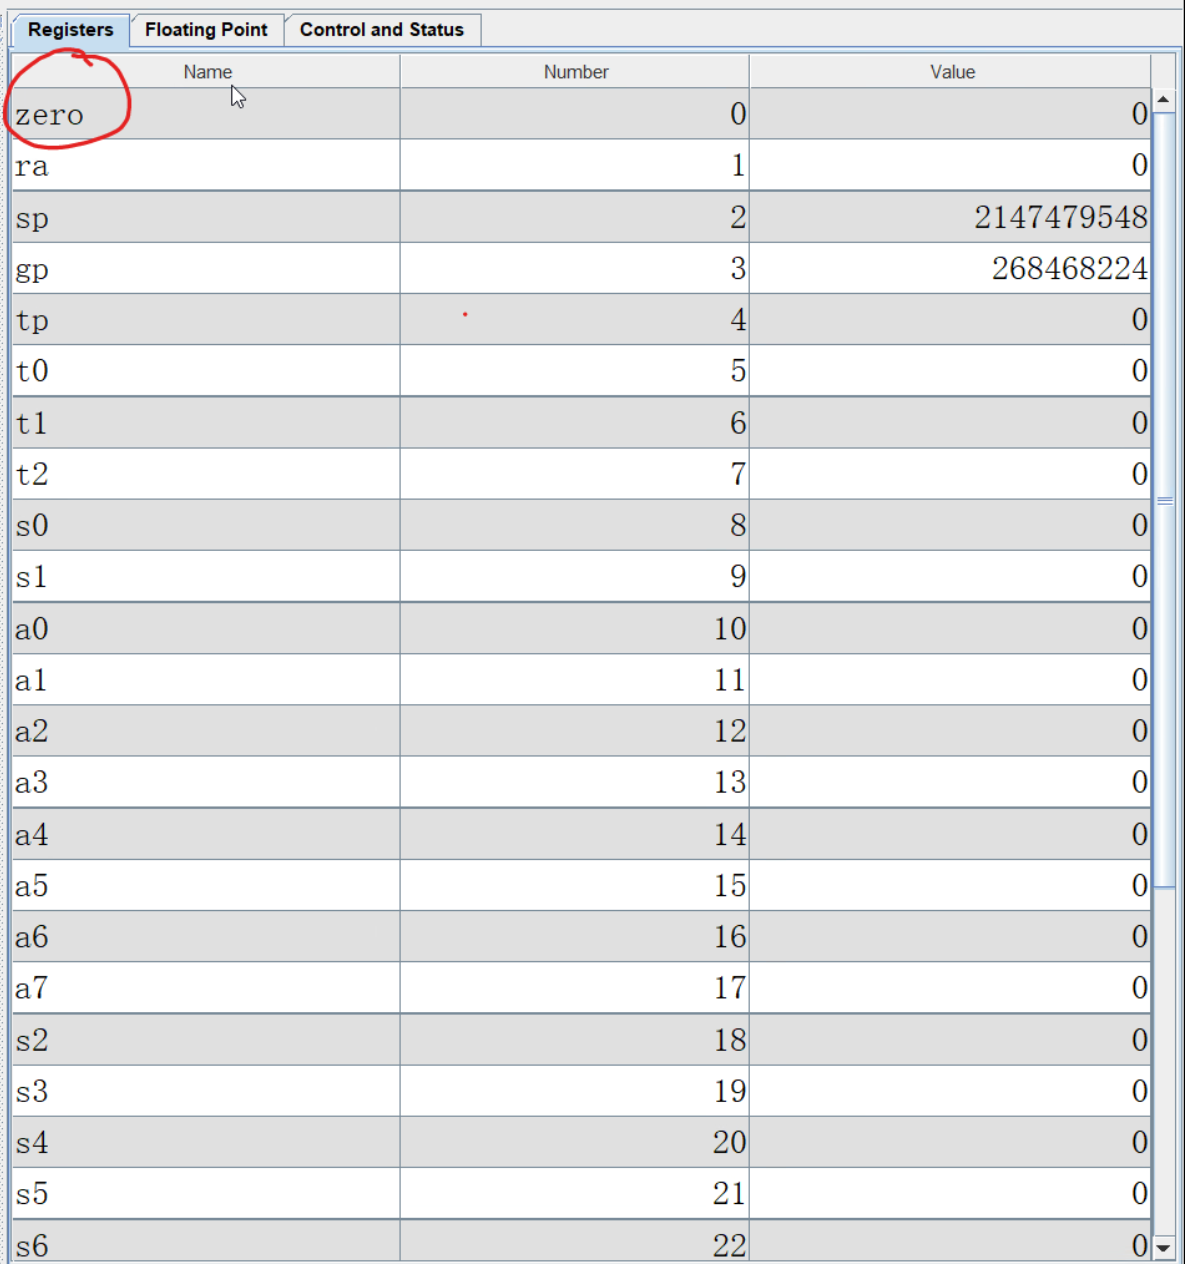 Registers Floating Point Control and Status
Name Number Value
zero 0 0
ra 1 0
sp 2 2147479548
gp 3 268468224
tp 4 0
t0 5 0
t1 6 0
t2 7 0
s0 8 0
s1 9 0
a0 10 0
a1 11 0
a2 12 0
a3 13 0
a4 14 0
a5 15 0
a6 16 0
a7 17 0
s2 18 0
s3 19 0
s4 20 0
s5 21 0
s6 22 0